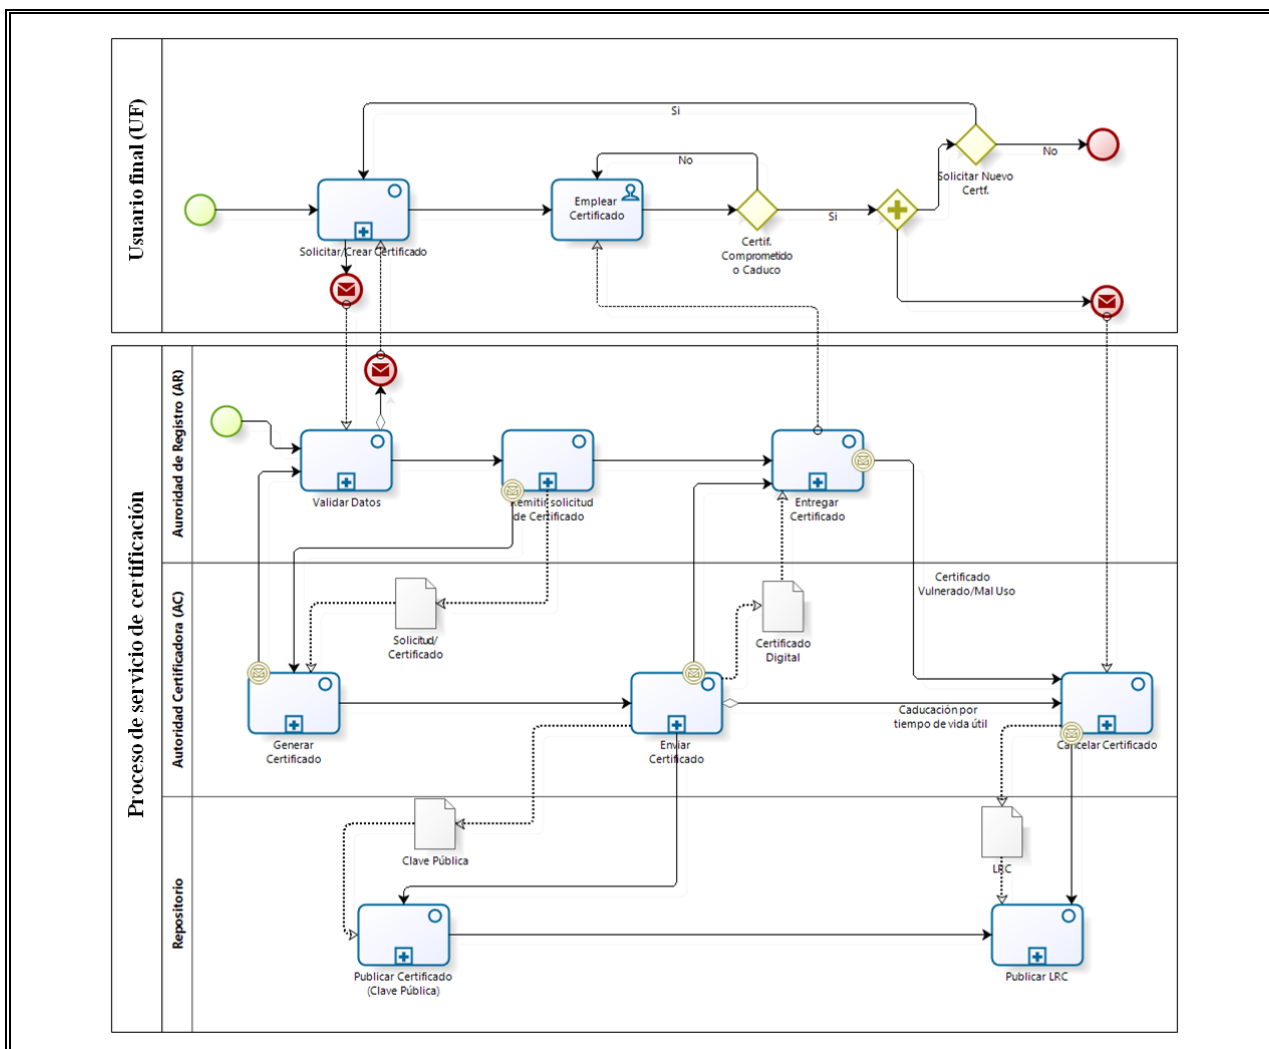 Usuario final (UF)
Si
No
Si
No
Emplear
Certificado
Solicitar/Crear Certificado
Certif.
Comprometido
o Caduco
Solicitar Nuevo
Certf.
Proceso de servicio de certificación
Auroridad de Registro (AR)
Validar Datos
Remitir solicitud
de Certificado
Entregar
Certificado
Certificado
Vulnerado/Mal Uso
Autoridad Certificadora (AC)
Solicitud/
Certificado
Certificado
Digital
Generar
Certificado
Enviar
Certificado
Caducación por
tiempo de vida útil
Cancelar Certificado
Repositorio
Clave Pública
LRC
Publicar Certificado
(Clave Pública)
Publicar LRC